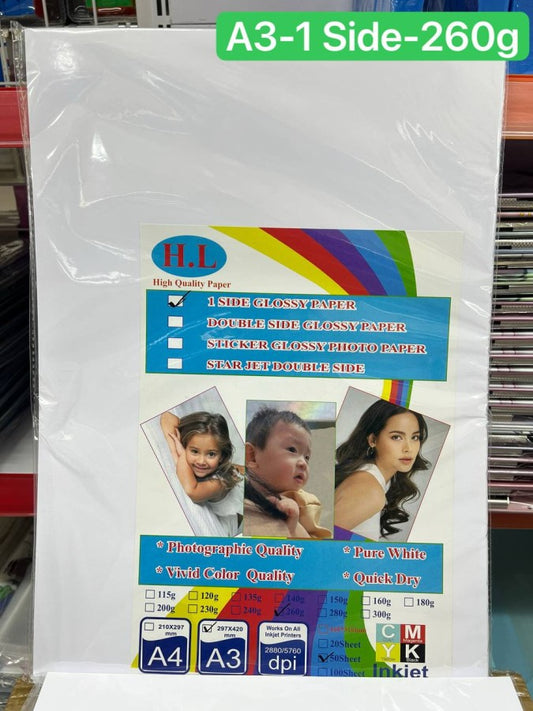 A3-1 Side-260g
H.L
High Quality Paper
1 SIDE GLOSSY PAPER
DOUBLE SIDE GLOSSY PAPER
STICKER GLOSSY PHOTO PAPER
STAR JET DOUBLE SIDE
* Photographic Quality * Pure White
* Vivid Color Quality * Quick Dry
115g 120g 135g 140g 150g 160g 180g
200g 230g 240g 260g 280g 300g
210X297 mm
A4
297X420 mm
A3
Works On All Inkjet Printers
2880/5760
dpi
20Sheet
50Sheet
100Sheet
C M
Magenta
Y K
Yellow Black
Inkjet